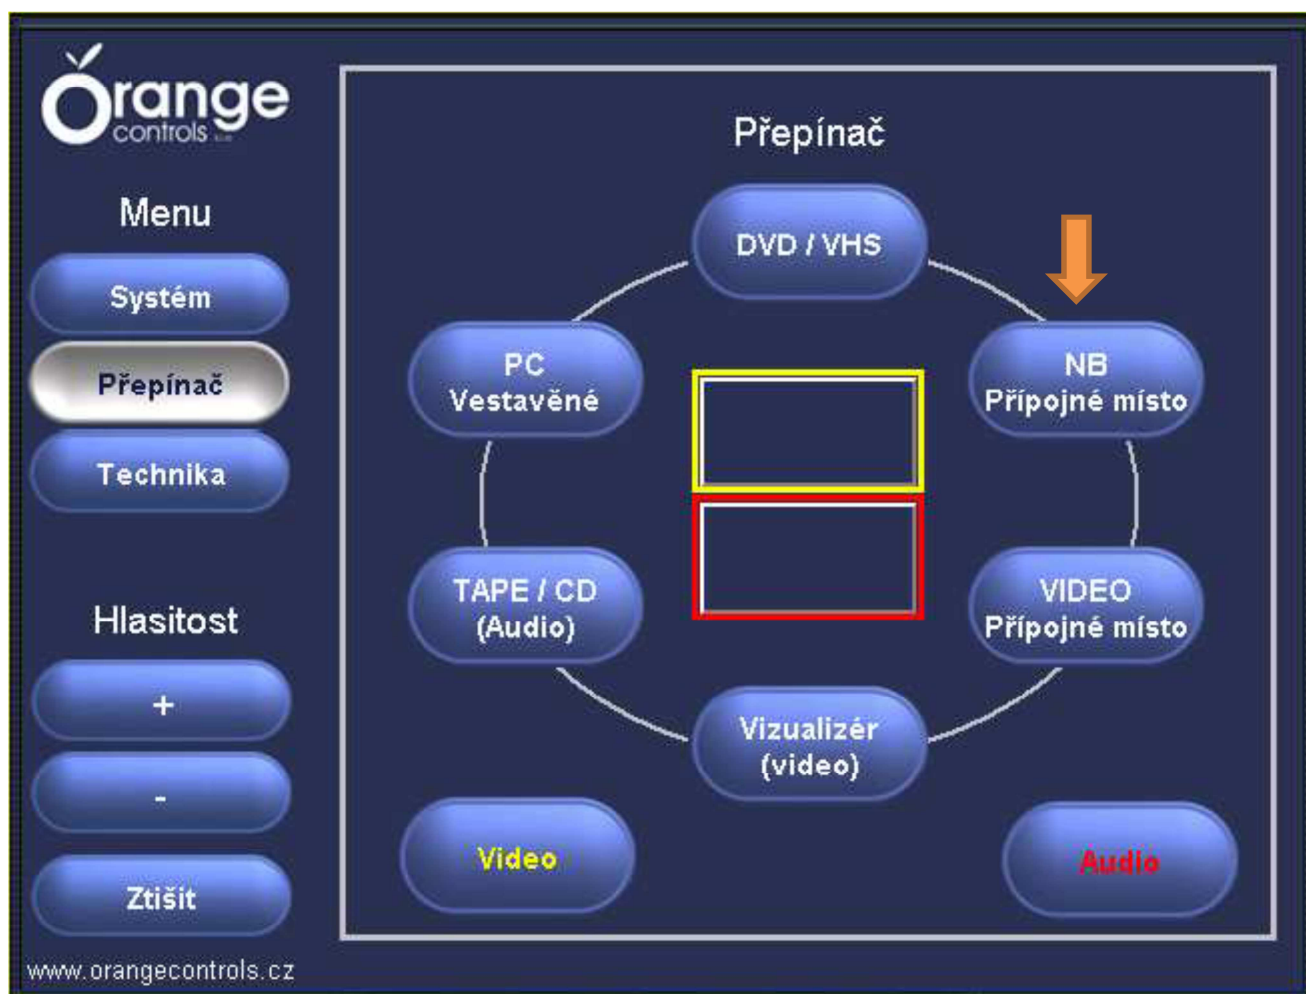 Orange
controls
Menu
Systém
Přepínač
Technika
Hlasitost
+
-
Ztišit
www.orangecontrols.cz
Přepínač
DVD / VHS
PC
Vestavěné
NB
Přípojné místo
TAPE / CD
(Audio)
VIDEO
Přípojné místo
Vizualizér
(video)
Video
Audio